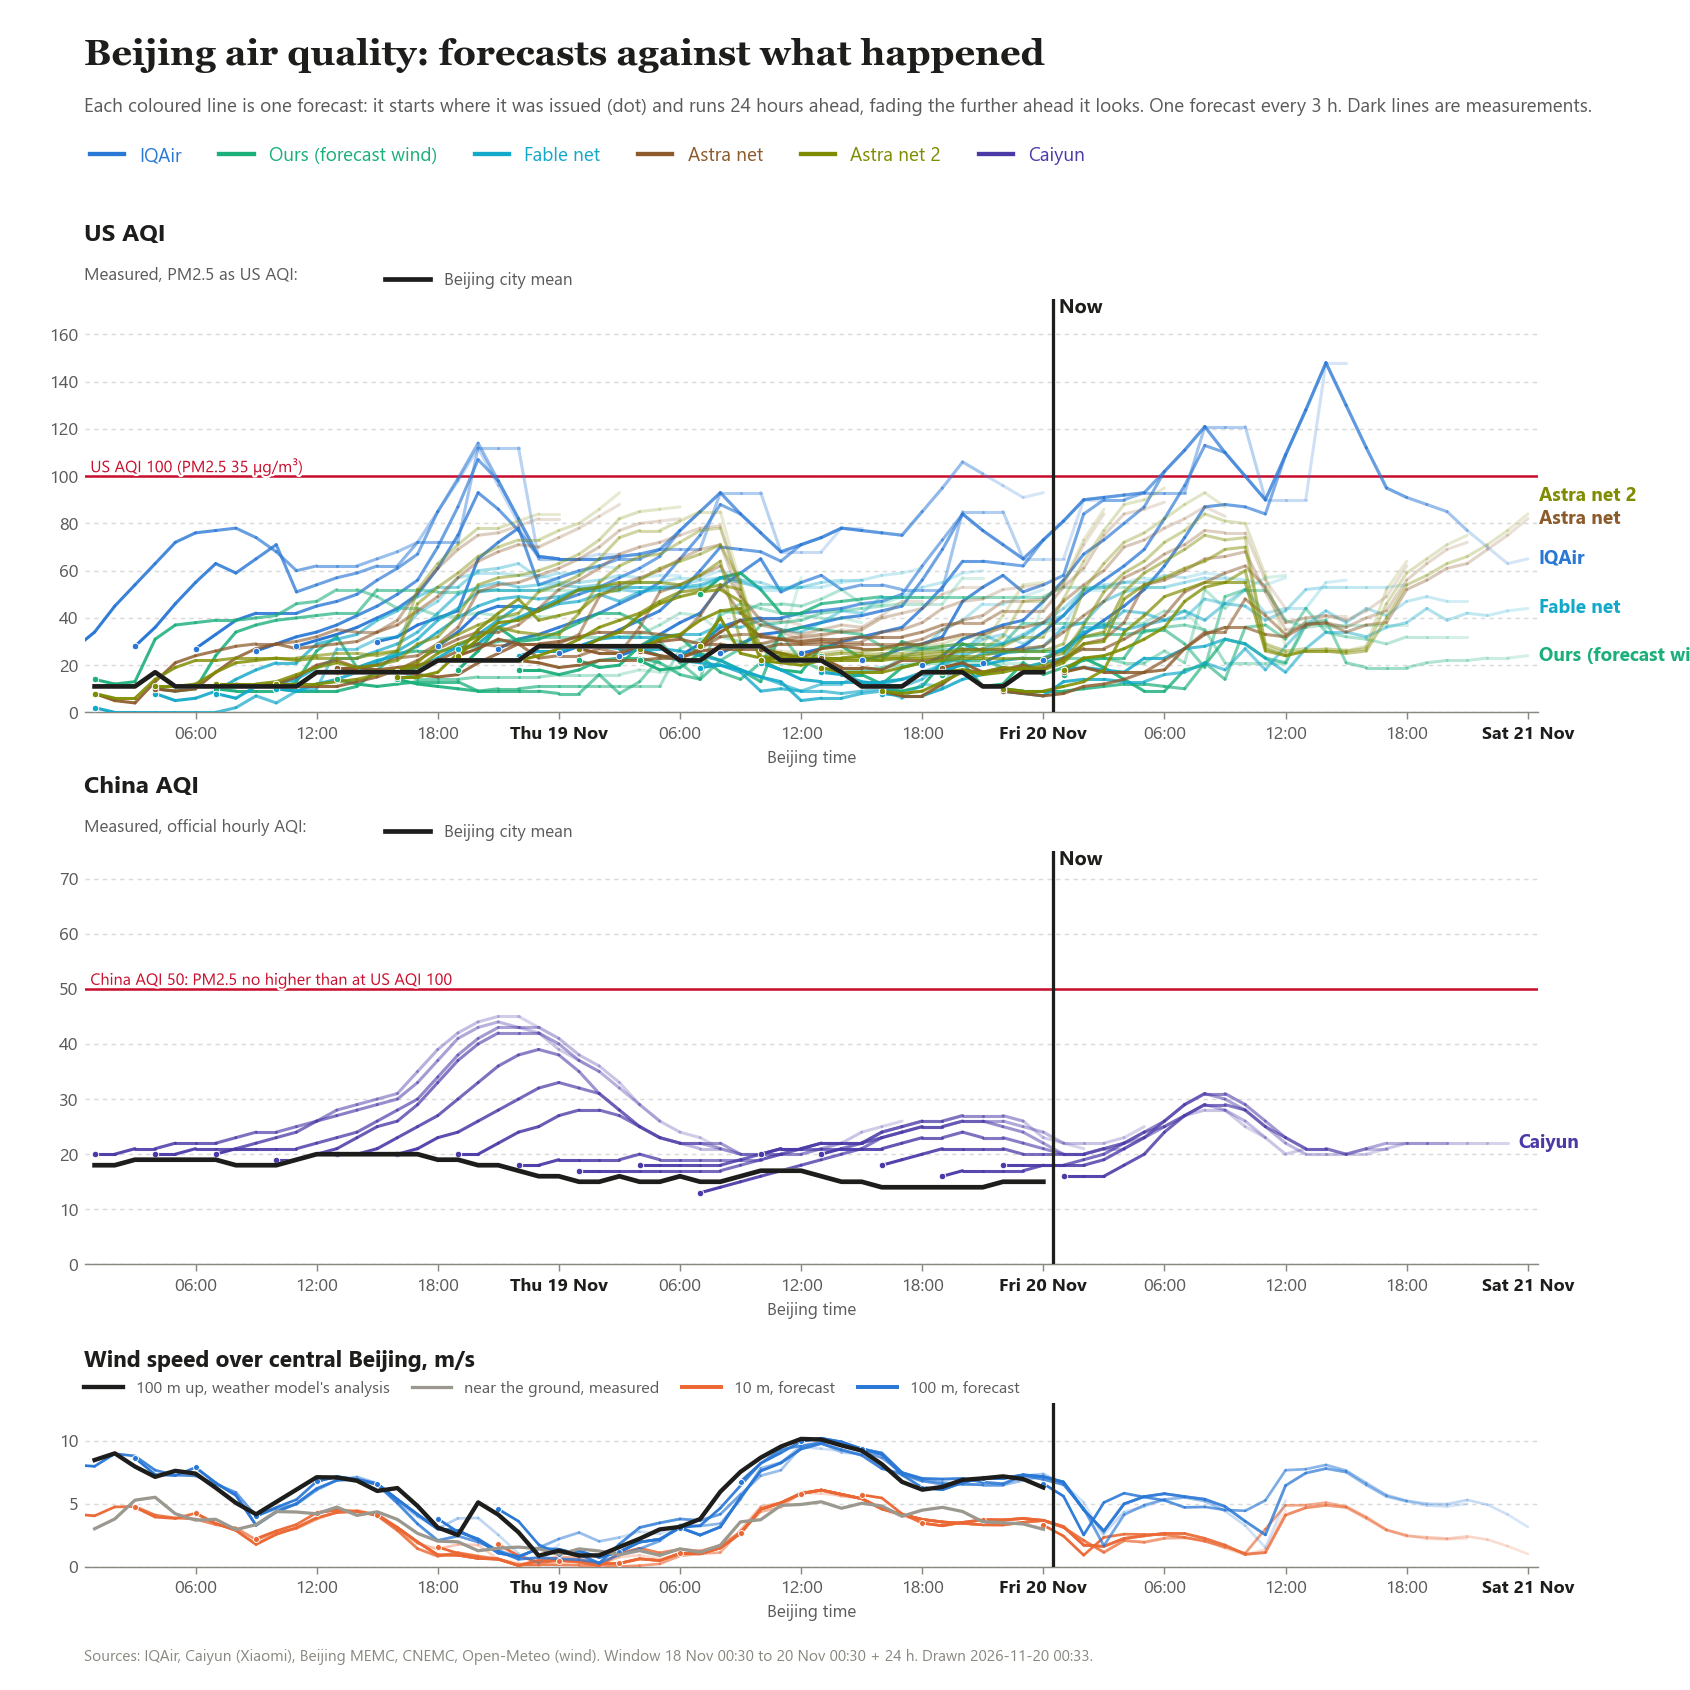 Beijing air quality: forecasts against what happened
Each coloured line is one forecast: it starts where it was issued (dot) and runs 24 hours ahead, fading the further ahead it looks. One forecast every 3 h. Dark lines are measurements.
IQAir Ours (forecast wind) Fable net Astra net Astra net 2 Caiyun
US AQI
Measured, PM2.5 as US AQI: Beijing city mean
Now
160
140
120
US AQI 100 (PM2.5 35 µg/m³)
100
80
60
40
20
0
Astra net 2
Astra net
IQAir
Fable net
Ours (forecast wi
06:00 12:00 18:00 Thu 19 Nov 06:00 12:00 18:00 Fri 20 Nov 06:00 12:00 18:00 Sat 21 Nov
Beijing time
China AQI
Measured, official hourly AQI: Beijing city mean
Now
70
60
China AQI 50: PM2.5 no higher than at US AQI 100
50
40
30
20
10
0
Caiyun
06:00 12:00 18:00 Thu 19 Nov 06:00 12:00 18:00 Fri 20 Nov 06:00 12:00 18:00 Sat 21 Nov
Beijing time
Wind speed over central Beijing, m/s
100 m up, weather model's analysis near the ground, measured 10 m, forecast 100 m, forecast
10
5
0
06:00 12:00 18:00 Thu 19 Nov 06:00 12:00 18:00 Fri 20 Nov 06:00 12:00 18:00 Sat 21 Nov
Beijing time
Sources: IQAir, Caiyun (Xiaomi), Beijing MEMC, CNEMC, Open-Meteo (wind). Window 18 Nov 00:30 to 20 Nov 00:30 + 24 h. Drawn 2026-11-20 00:33.